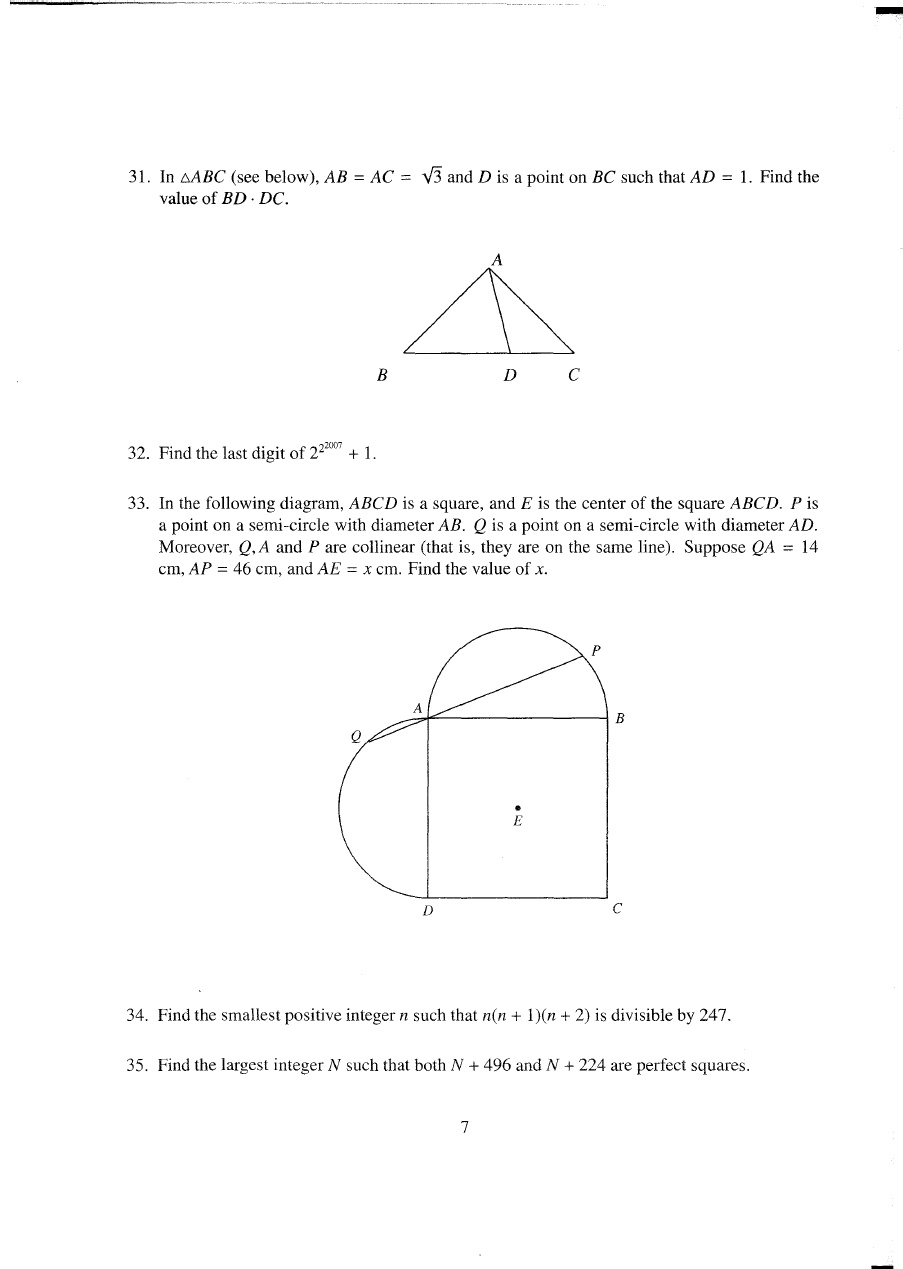 31. In △ABC (see below), AB = AC = √3 and D is a point on BC such that AD = 1. Find the
value of BD · DC.
A
B D C
32. Find the last digit of 2^{2^{2007}} + 1.
33. In the following diagram, ABCD is a square, and E is the center of the square ABCD. P is
a point on a semi-circle with diameter AB. Q is a point on a semi-circle with diameter AD.
Moreover, Q, A and P are collinear (that is, they are on the same line). Suppose QA = 14
cm, AP = 46 cm, and AE = x cm. Find the value of x.
P
A
B
Q
E
D C
34. Find the smallest positive integer n such that n(n + 1)(n + 2) is divisible by 247.
35. Find the largest integer N such that both N + 496 and N + 224 are perfect squares.
7